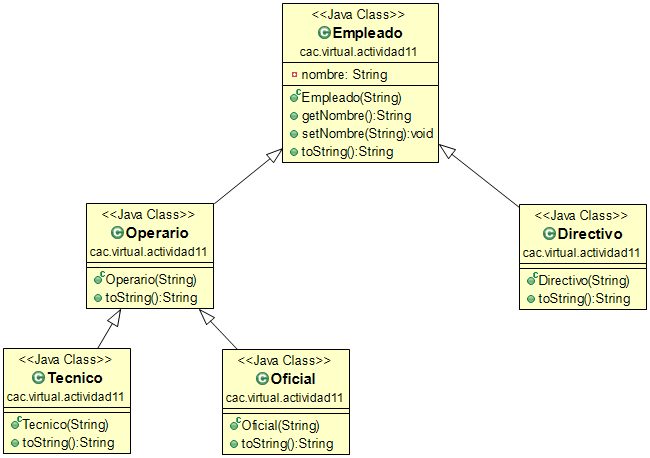 <<Java Class>>
Empleado
cac.virtual.actividad11
nombre: String
Empleado(String)
getNombre():String
setNombre(String):void
toString():String
<<Java Class>>
Operario
cac.virtual.actividad11
Operario(String)
toString():String
<<Java Class>>
Directivo
cac.virtual.actividad11
Directivo(String)
toString():String
<<Java Class>>
Tecnico
cac.virtual.actividad11
Tecnico(String)
toString():String
<<Java Class>>
Oficial
cac.virtual.actividad11
Oficial(String)
toString():String